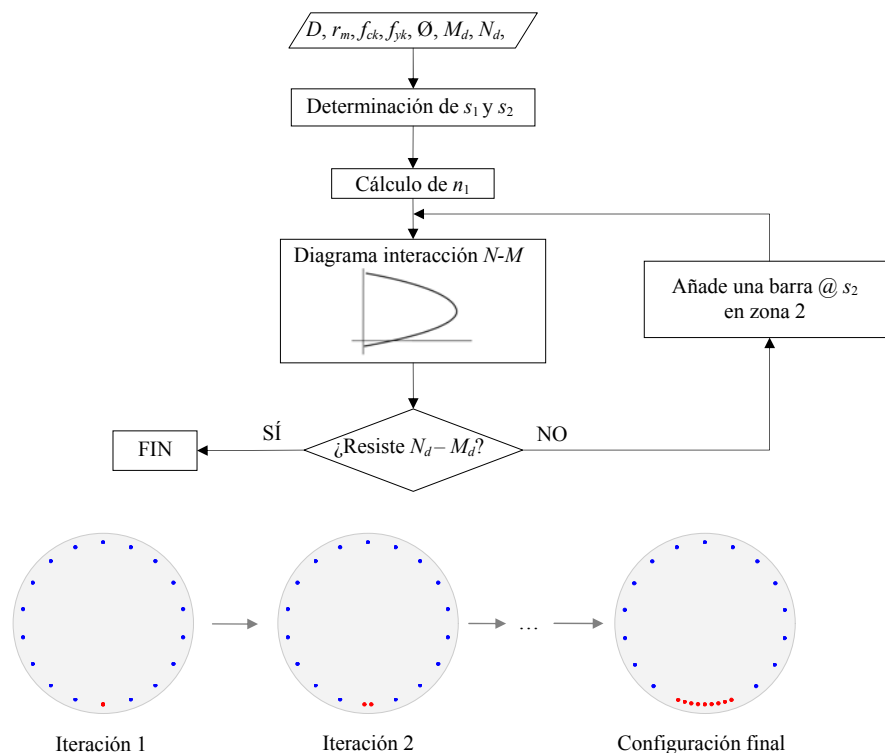 D, rm, fck, fyk, Ø, Md, Nd,
Determinación de s1 y s2
Cálculo de n1
Diagrama interacción N-M
Añade una barra @ s2
en zona 2
SÍ
¿Resiste Nd – Md?
NO
FIN
...
Iteración 1
Iteración 2
Configuración final